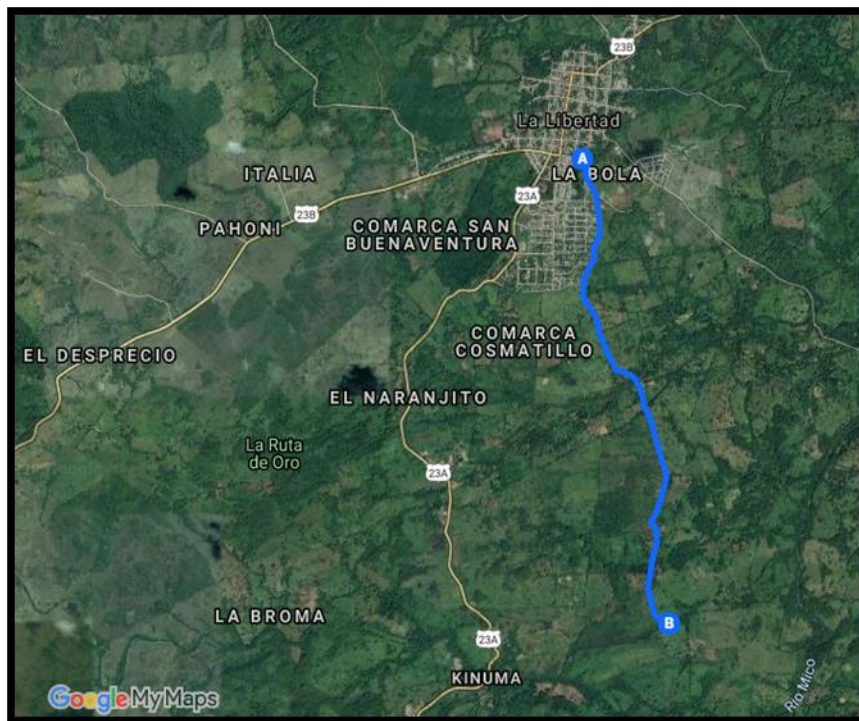 23B
La Libertad
A
ITALIA
LA BOLA
23A
23B
PAHONI
COMARCA SAN
BUENAVENTURA
COMARCA
COSMATILLO
EL DESPRECIO
EL NARANJITO
La Ruta
de Oro
23A
LA BROMA
B
23A
KINUMA
Río Mico
Google My Maps